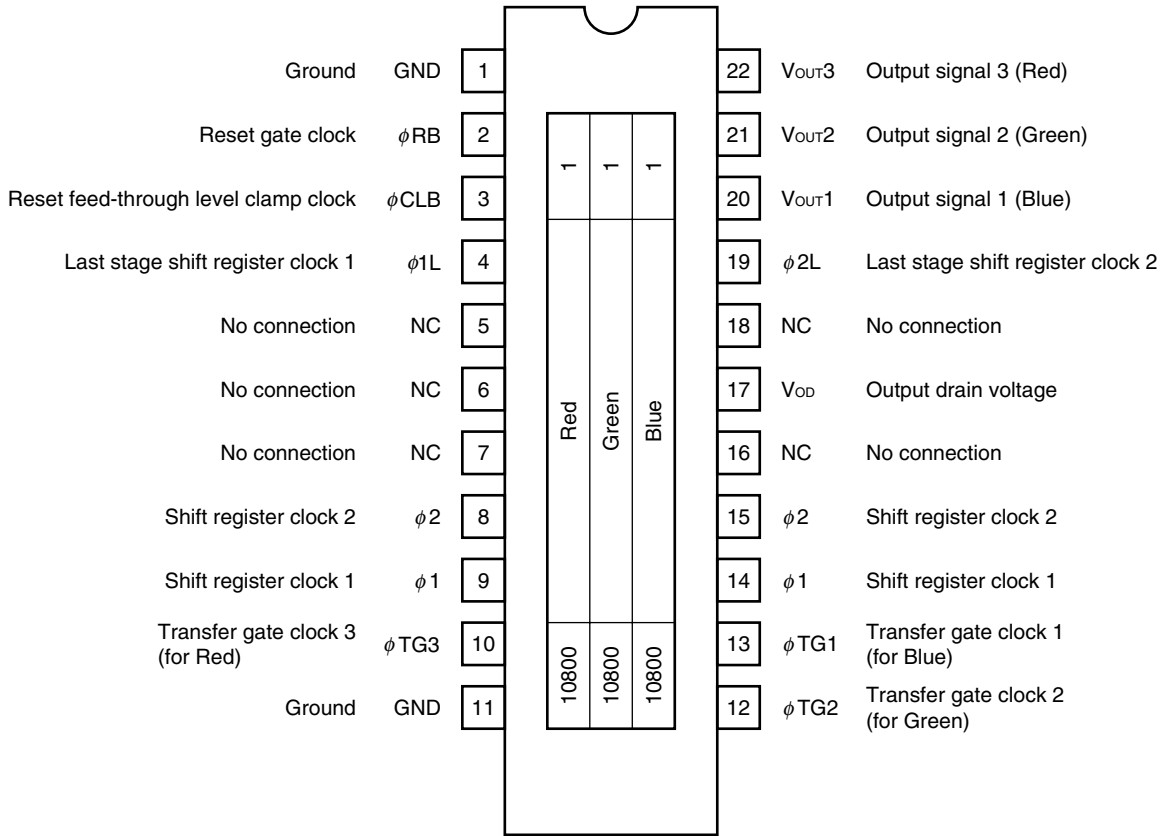 Ground GND 1 22 VOUT3 Output signal 3 (Red)
Reset gate clock ϕRB 2 21 VOUT2 Output signal 2 (Green)
Reset feed-through level clamp clock ϕCLB 3 20 VOUT1 Output signal 1 (Blue)
Last stage shift register clock 1 ϕ1L 4 19 ϕ2L Last stage shift register clock 2
No connection NC 5 18 NC No connection
No connection NC 6 17 VOD Output drain voltage
No connection NC 7 16 NC No connection
Shift register clock 2 ϕ2 8 15 ϕ2 Shift register clock 2
Shift register clock 1 ϕ1 9 14 ϕ1 Shift register clock 1
Transfer gate clock 3
(for Red) ϕTG3 10 13 ϕTG1 Transfer gate clock 1
(for Blue)
Ground GND 11 12 ϕTG2 Transfer gate clock 2
(for Green)
1 1 1
Red Green Blue
10800 10800 10800